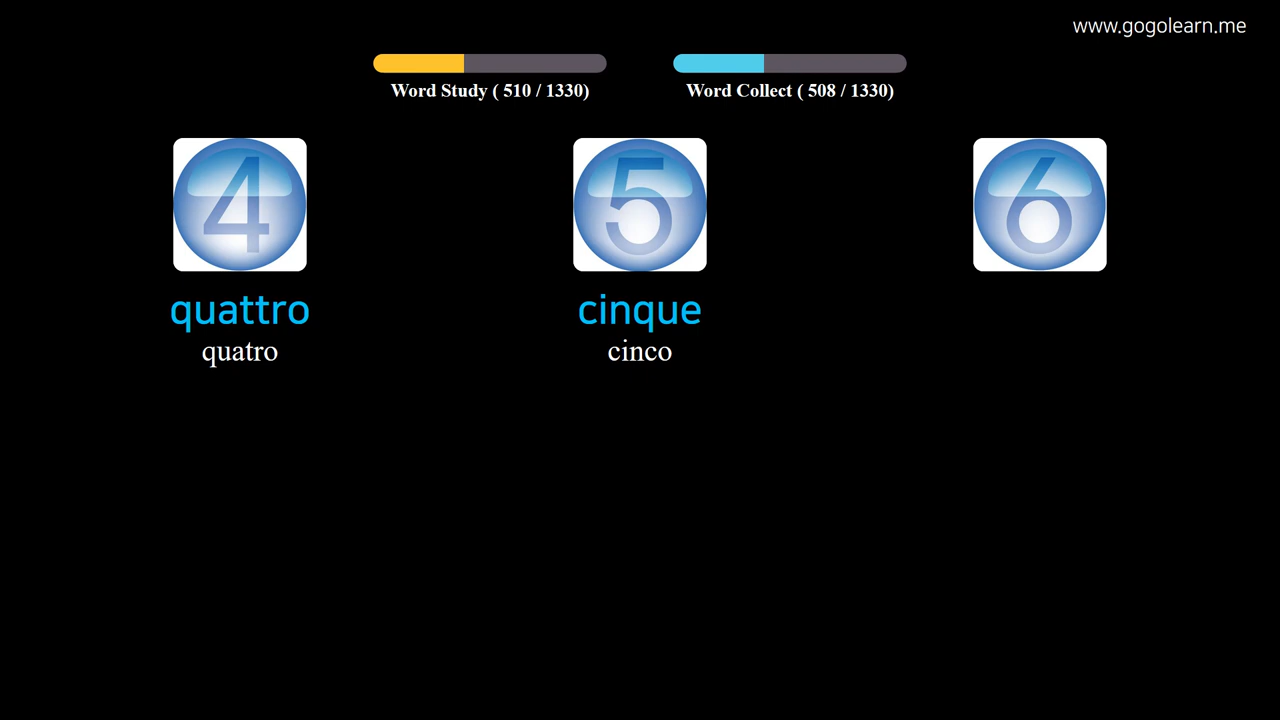 www.gogolearn.me
Word Study ( 510 / 1330)
Word Collect ( 508 / 1330)
4
5
6
quattro
cinque
quatro
cinco